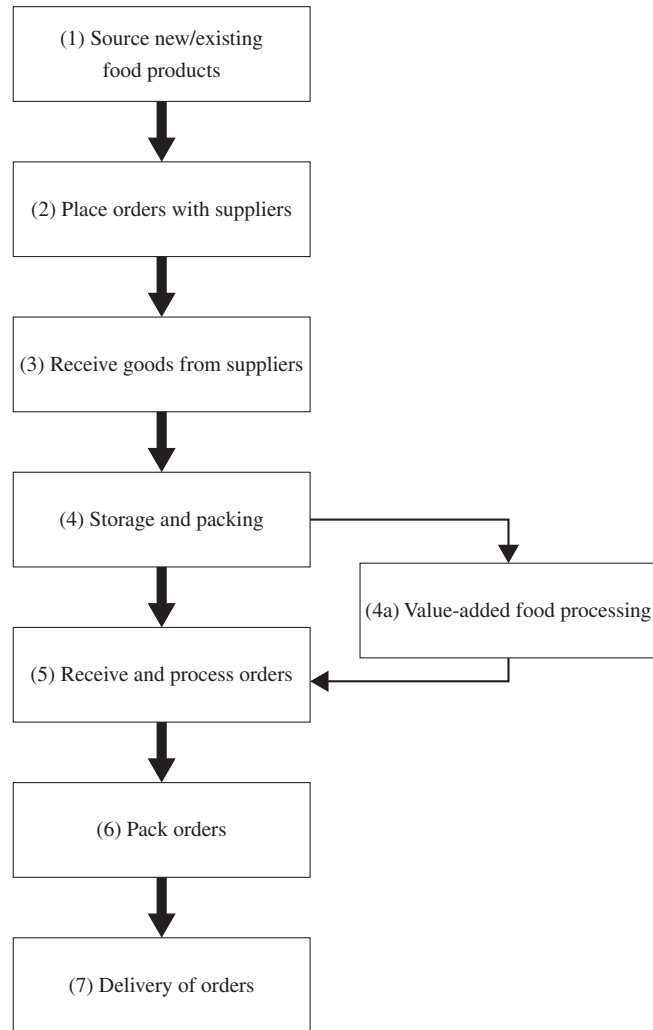 (1) Source new/existing
food products
(2) Place orders with suppliers
(3) Receive goods from suppliers
(4) Storage and packing
(4a) Value-added food processing
(5) Receive and process orders
(6) Pack orders
(7) Delivery of orders